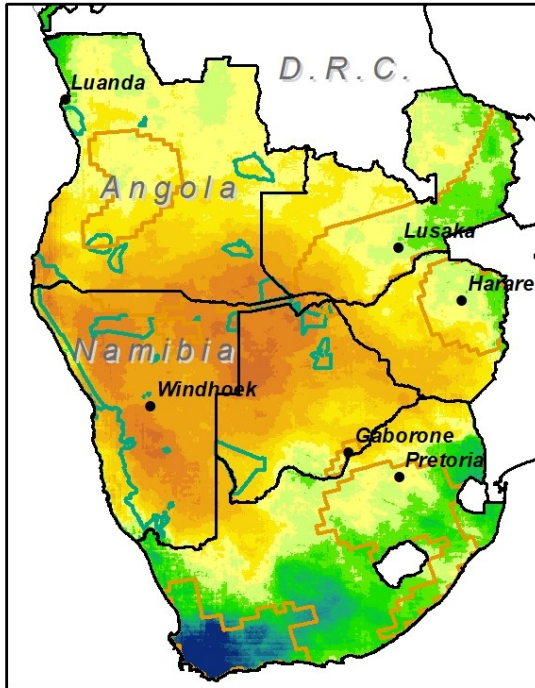 D.R.C.
Luanda
Angola
Lusaka
Harare
Namibia
Windhoek
Gaborone
Pretoria